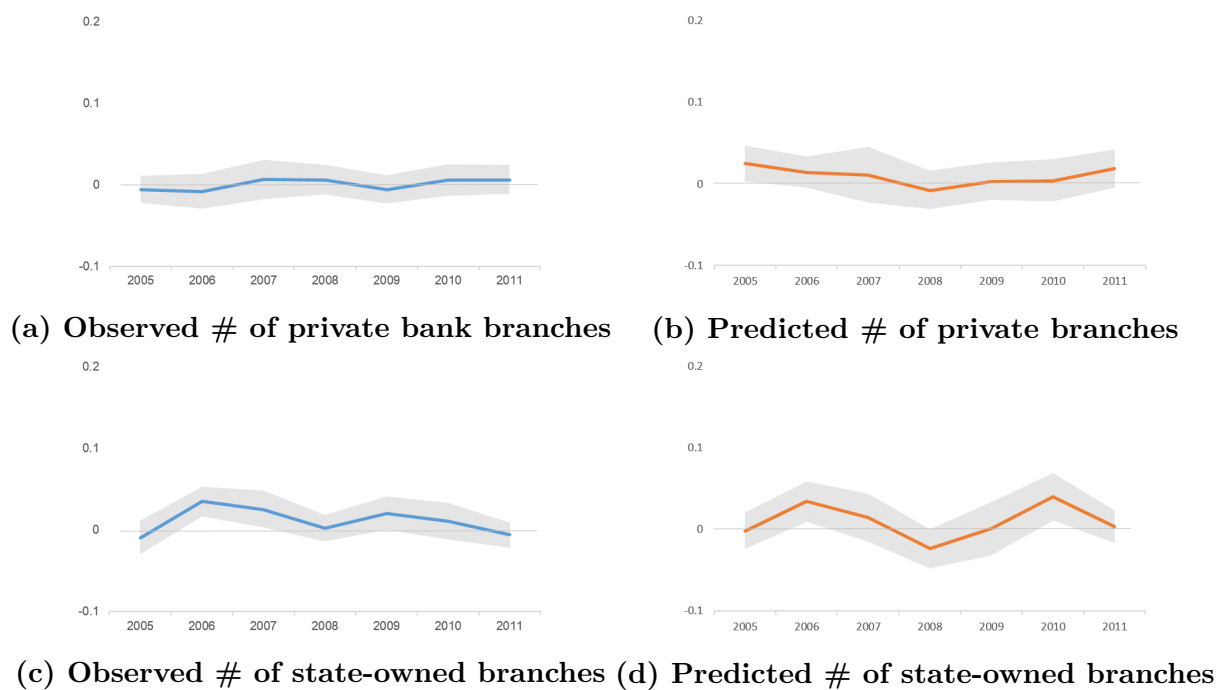 0.2
0.1
0
-0.1
2005 2006 2007 2008 2009 2010 2011
(a) Observed # of private bank branches
0.2
0.1
0
-0.1
2005 2006 2007 2008 2009 2010 2011
(b) Predicted # of private branches
0.2
0.1
0
-0.1
2005 2006 2007 2008 2009 2010 2011
(c) Observed # of state-owned branches
0.2
0.1
0
-0.1
2005 2006 2007 2008 2009 2010 2011
(d) Predicted # of state-owned branches